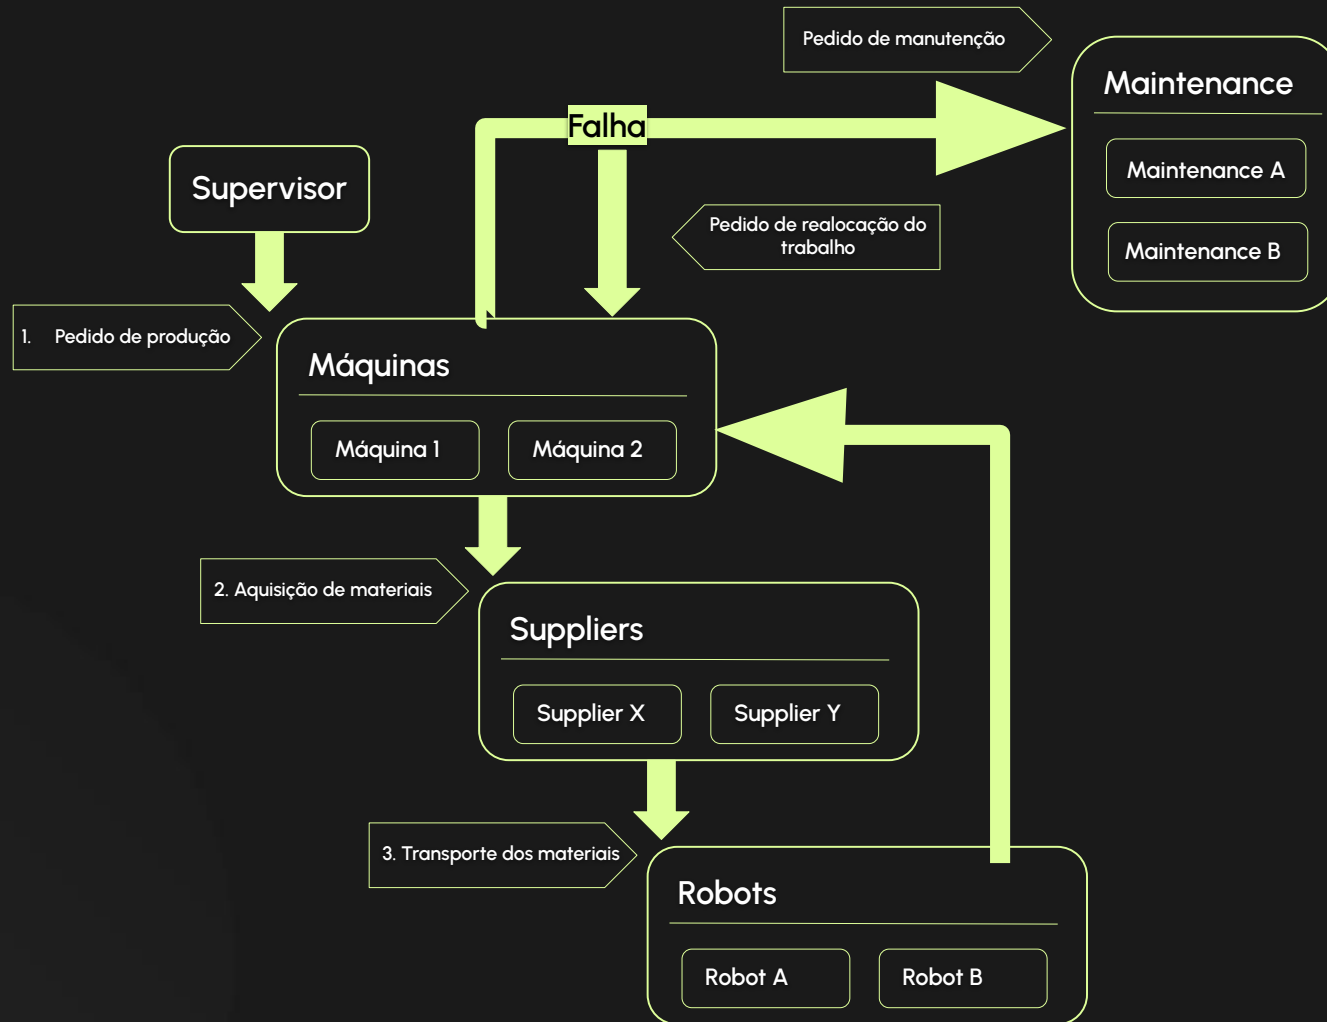 Pedido de manutenção
Maintenance
Falha
Maintenance A
Supervisor
Pedido de realocação do
trabalho
Maintenance B
1. Pedido de produção
Máquinas
Máquina 1
Máquina 2
2. Aquisição de materiais
Suppliers
Supplier X
Supplier Y
3. Transporte dos materiais
Robots
Robot A
Robot B